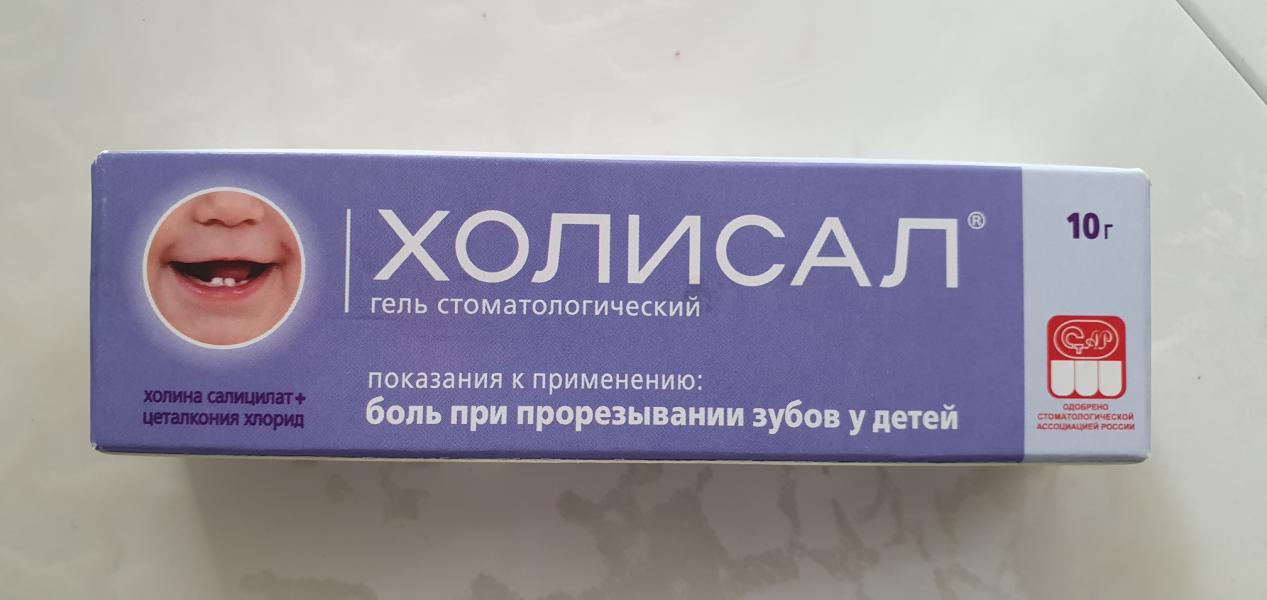 ХОЛИСАЛ®
гель стоматологический
показания к применению:
боль при прорезывании зубов у детей
холина салицилат+
цеталкония хлорид
10 г
СтАР
ОДОБРЕНО
СТОМАТОЛОГИЧЕСКОЙ
АССОЦИАЦИЕЙ РОССИИ